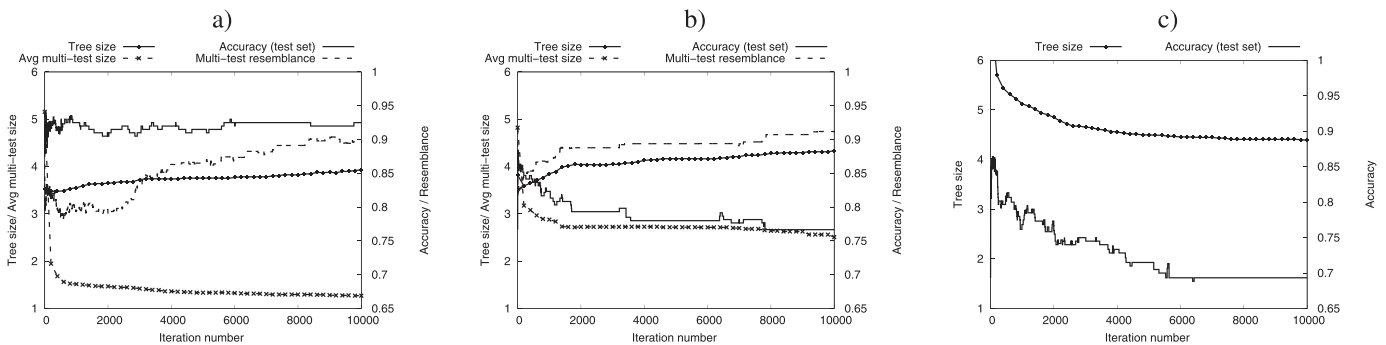 a)
Tree size
Accuracy (test set)
Avg multi−test size
Multi−test resemblance
6
5
4
3
2
1
1
0.95
0.9
0.85
0.8
0.75
0.7
0.65
0
2000
4000
6000
8000
10000
Tree size/ Avg multi−test size
Accuracy / Resemblance
Iteration number
b)
Tree size
Accuracy (test set)
Avg multi−test size
Multi−test resemblance
6
5
4
3
2
1
1
0.95
0.9
0.85
0.8
0.75
0.7
0.65
0
2000
4000
6000
8000
10000
Tree size/ Avg multi−test size
Accuracy / Resemblance
Iteration number
c)
Tree size
Accuracy (test set)
6
5
4
3
2
1
1
0.95
0.9
0.85
0.8
0.75
0.7
0.65
0
2000
4000
6000
8000
10000
Tree size
Accuracy
Iteration number